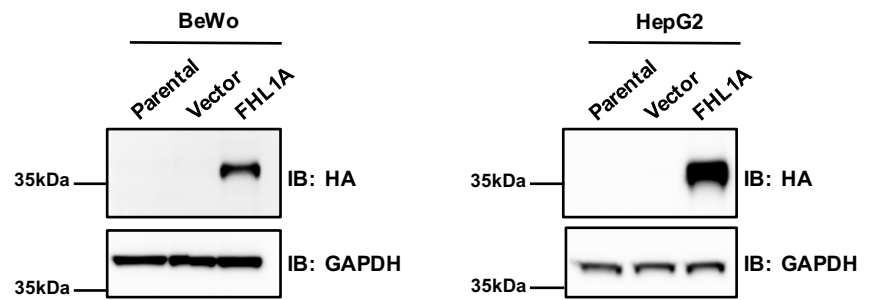 BeWo
Parental
Vector
FHL1A
35kDa
IB: HA
35kDa
IB: GAPDH
HepG2
Parental
Vector
FHL1A
35kDa
IB: HA
35kDa
IB: GAPDH